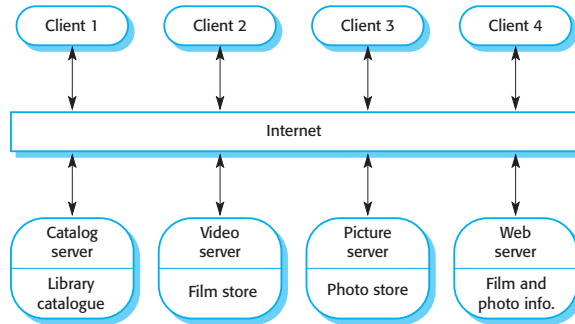 Client 1
Client 2
Client 3
Client 4
Internet
Catalog
server
Library
catalogue
Video
server
Film store
Picture
server
Photo store
Web
server
Film and
photo info.